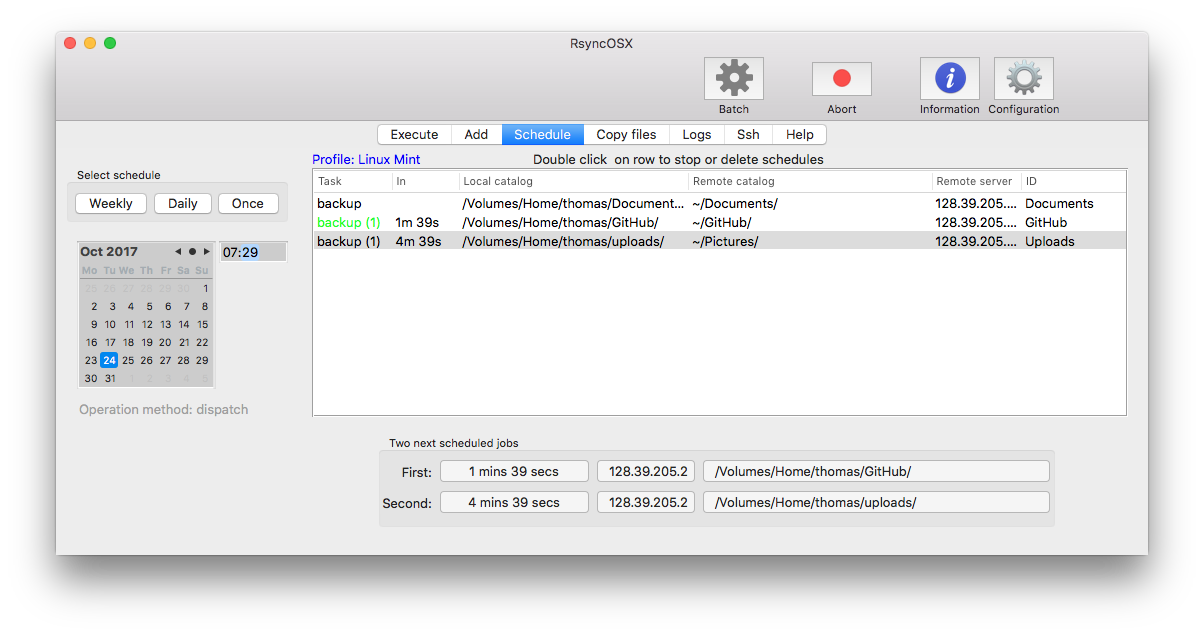 RsyncOSX
Batch Abort Information Configuration
Execute Add Schedule Copy files Logs Ssh Help
Profile: Linux Mint Double click on row to stop or delete schedules
Select schedule
Weekly Daily Once
Oct 2017
07:29
Mo Tu We Th Fr Sa Su
25 26 27 28 29 30 1
2 3 4 5 6 7 8
9 10 11 12 13 14 15
16 17 18 19 20 21 22
23 24 25 26 27 28 29
30 31 1 2 3 4 5
Operation method: dispatch
Task In Local catalog Remote catalog Remote server ID
backup /Volumes/Home/thomas/Document... ~/Documents/ 128.39.205.... Documents
backup (1) 1m 39s /Volumes/Home/thomas/GitHub/ ~/GitHub/ 128.39.205.... GitHub
backup (1) 4m 39s /Volumes/Home/thomas/uploads/ ~/Pictures/ 128.39.205.... Uploads
Two next scheduled jobs
First: 1 mins 39 secs 128.39.205.2 /Volumes/Home/thomas/GitHub/
Second: 4 mins 39 secs 128.39.205.2 /Volumes/Home/thomas/uploads/